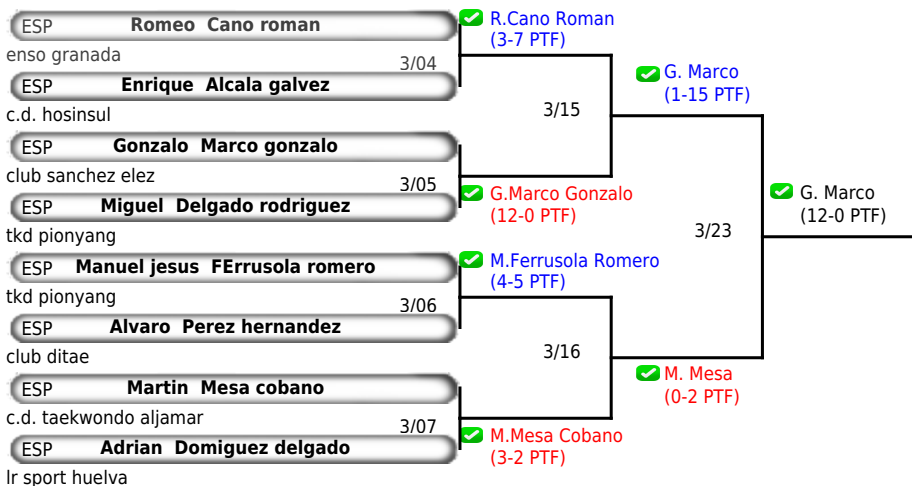 ESP Romeo Cano roman
enso granada
3/04
ESP Enrique Alcala galvez
c.d. hosinsul
ESP Gonzalo Marco gonzalo
club sanchez elez
3/05
ESP Miguel Delgado rodriguez
tkd pionyang
ESP Manuel jesus FErrusola romero
tkd pionyang
3/06
ESP Alvaro Perez hernandez
club ditae
ESP Martin Mesa cobano
c.d. taekwondo aljamar
3/07
ESP Adrian Domiguez delgado
lr sport huelva
R.Cano Roman
(3-7 PTF)
3/15
G.Marco Gonzalo
(12-0 PTF)
M.Ferrusola Romero
(4-5 PTF)
3/16
M.Mesa Cobano
(3-2 PTF)
G. Marco
(1-15 PTF)
3/23
M. Mesa
(0-2 PTF)
G. Marco
(12-0 PTF)